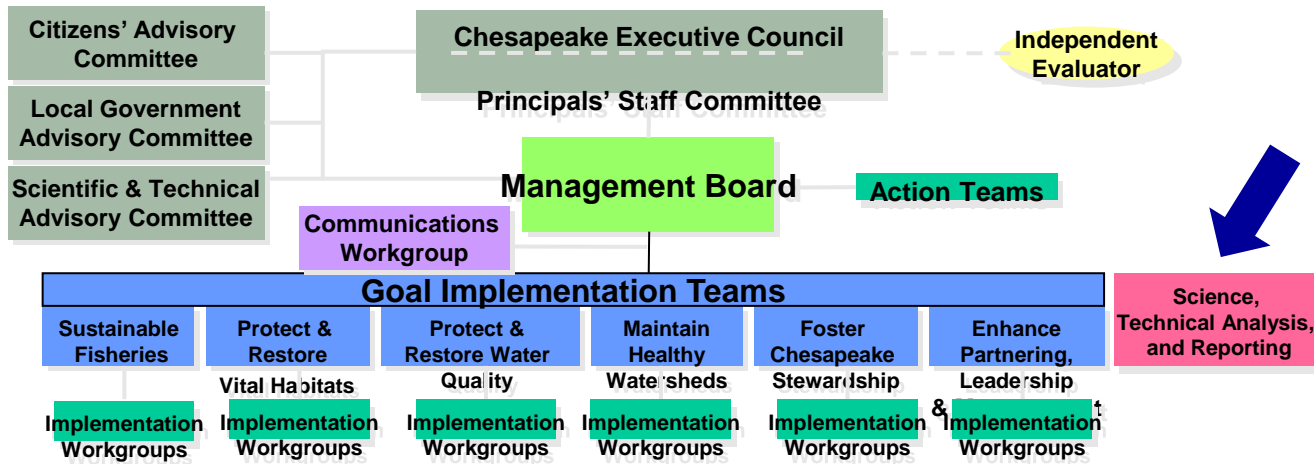 Citizens' Advisory
Committee
Chesapeake Executive Council
Independent
Evaluator
Local Government
Advisory Committee
Principals' Staff Committee
Scientific & Technical
Advisory Committee
Management Board
Action Teams
Communications
Workgroup
Goal Implementation Teams
Science,
Technical Analysis,
and Reporting
Sustainable
Fisheries
Protect &
Restore
Vital Habitats
Protect &
Restore Water
Quality
Maintain
Healthy
Watersheds
Foster
Chesapeake
Stewardship
Enhance
Partnering,
Leadership
&
Implementation
Workgroups
Implementation
Workgroups
Implementation
Workgroups
Implementation
Workgroups
Implementation
Workgroups
Implementation
Workgroups